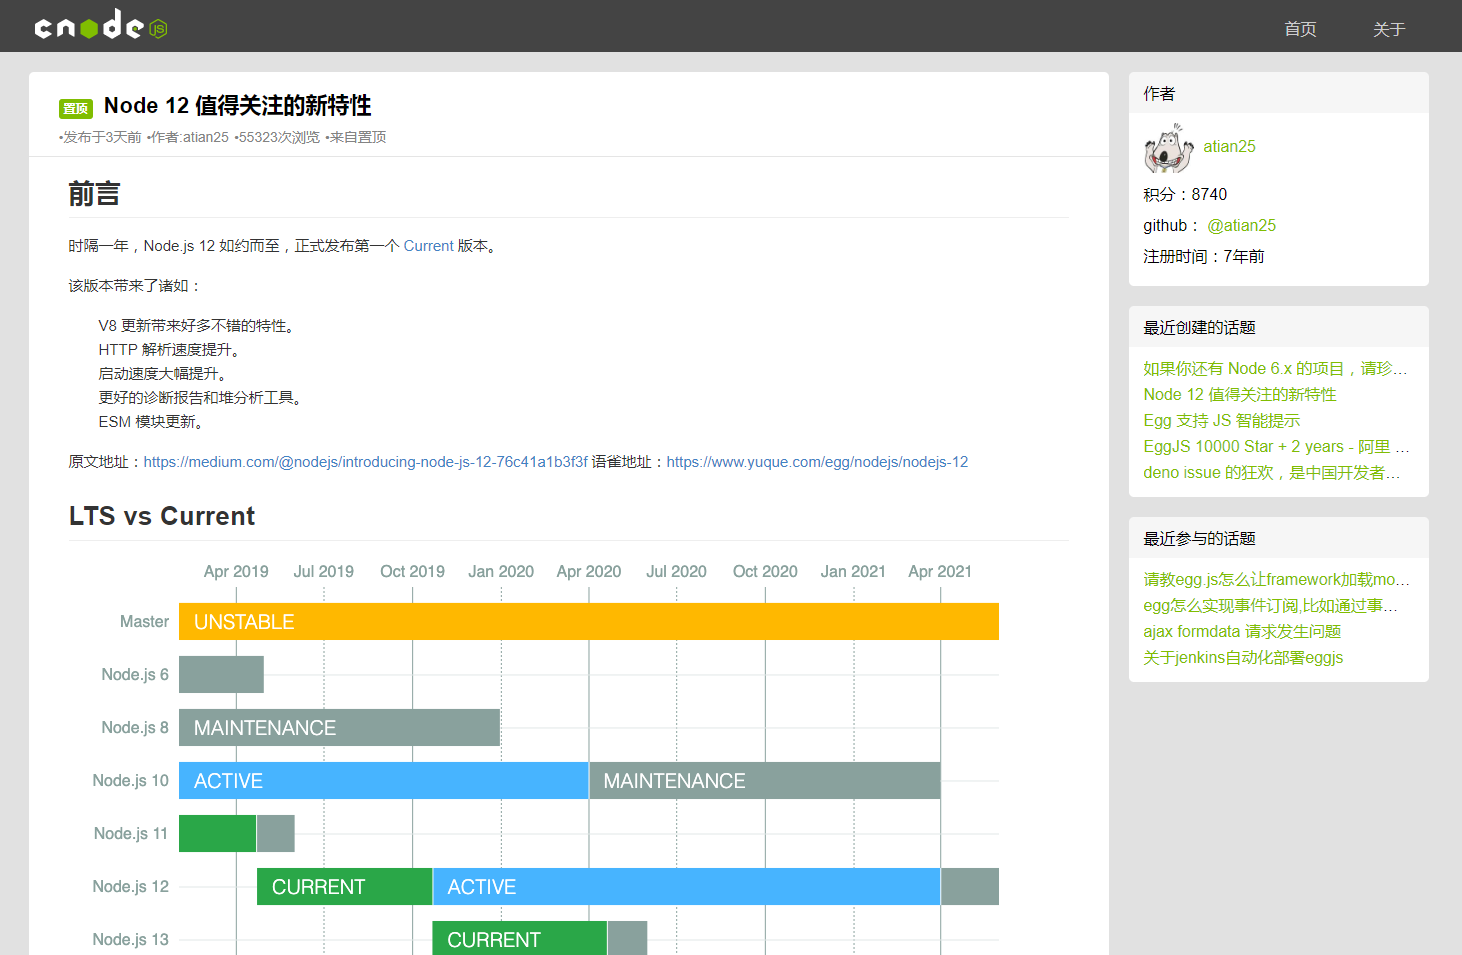 cnode JS
首页 关于
置顶 Node 12 值得关注的新特性
•发布于3天前 •作者:atian25 •55323次浏览 •来自置顶
前言
时隔一年，Node.js 12 如约而至，正式发布第一个 Current 版本。
该版本带来了诸如：
V8 更新带来好多不错的特性。
HTTP 解析速度提升。
启动速度大幅提升。
更好的诊断报告和堆分析工具。
ESM 模块更新。
原文地址：https://medium.com/@nodejs/introducing-node-js-12-76c41a1b3f3f 语雀地址：https://www.yuque.com/egg/nodejs/nodejs-12
LTS vs Current
Apr 2019 Jul 2019 Oct 2019 Jan 2020 Apr 2020 Jul 2020 Oct 2020 Jan 2021 Apr 2021
Master UNSTABLE
Node.js 6
Node.js 8 MAINTENANCE
Node.js 10 ACTIVE MAINTENANCE
Node.js 11
Node.js 12 CURRENT ACTIVE
Node.js 13 CURRENT
作者
atian25
积分：8740
github： @atian25
注册时间：7年前
最近创建的话题
如果你还有 Node 6.x 的项目，请珍…
Node 12 值得关注的新特性
Egg 支持 JS 智能提示
EggJS 10000 Star + 2 years - 阿里 …
deno issue 的狂欢，是中国开发者…
最近参与的话题
请教egg.js怎么让framework加载mo…
egg怎么实现事件订阅,比如通过事…
ajax formdata 请求发生问题
关于jenkins自动化部署eggjs